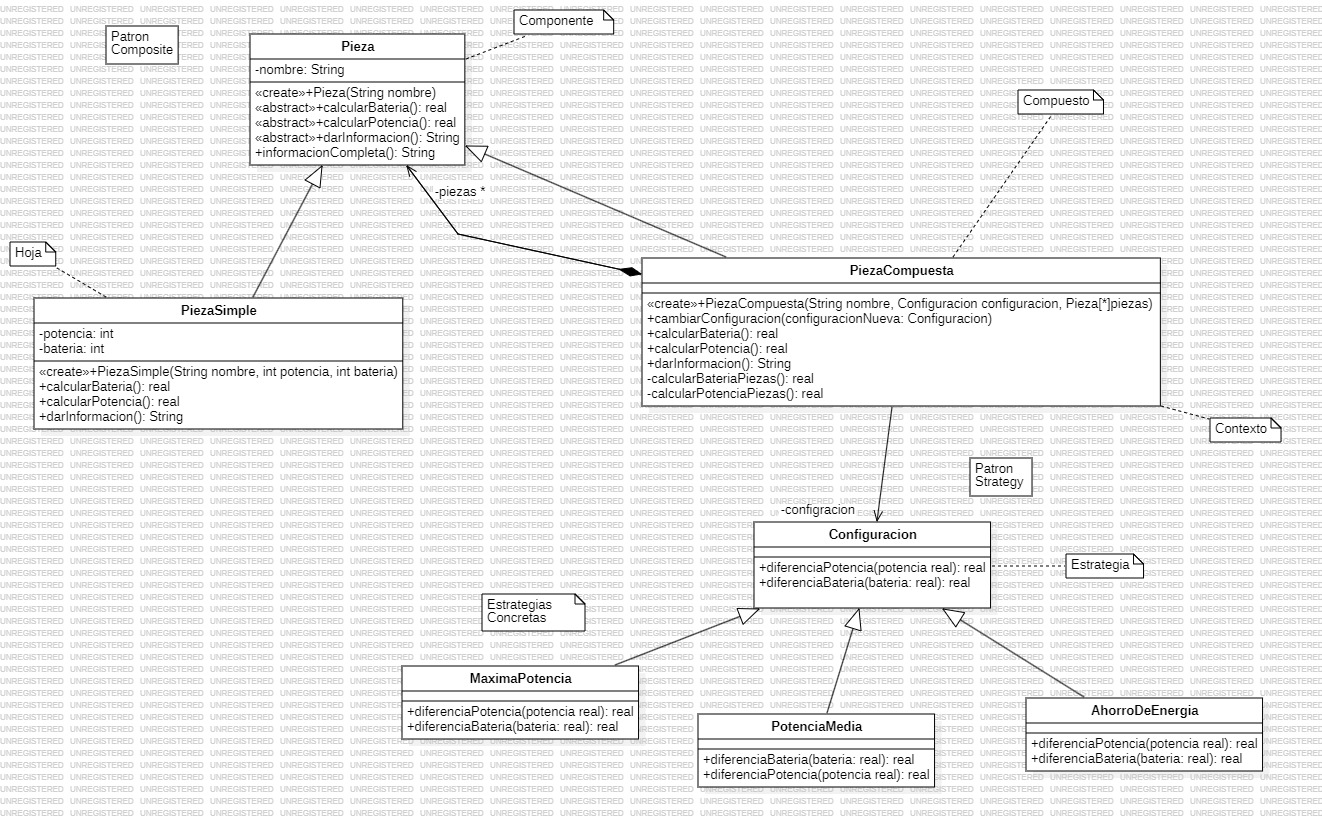 Patron
Composite
Componente
Pieza
-nombre: String
«create»+Pieza(String nombre)
«abstract»+calcularBateria(): real
«abstract»+calcularPotencia(): real
«abstract»+darInformacion(): String
+informacionCompleta(): String
Compuesto
-piezas *
Hoja
PiezaSimple
-potencia: int
-bateria: int
«create»+PiezaSimple(String nombre, int potencia, int bateria)
+calcularBateria(): real
+calcularPotencia(): real
+darInformacion(): String
PiezaCompuesta
«create»+PiezaCompuesta(String nombre, Configuracion configuracion, Pieza[*]piezas)
+cambiarConfiguracion(configuracionNueva: Configuracion)
+calcularBateria(): real
+calcularPotencia(): real
+darInformacion(): String
-calcularBateriaPiezas(): real
-calcularPotenciaPiezas(): real
Contexto
Patron
Strategy
-configracion
Configuracion
+diferenciaPotencia(potencia real): real
+diferenciaBateria(bateria: real): real
Estrategia
Estrategias
Concretas
MaximaPotencia
+diferenciaPotencia(potencia real): real
+diferenciaBateria(bateria: real): real
PotenciaMedia
+diferenciaBateria(bateria: real): real
+diferenciaPotencia(potencia real): real
AhorroDeEnergia
+diferenciaPotencia(potencia real): real
+diferenciaBateria(bateria: real): real
UNREGISTERED